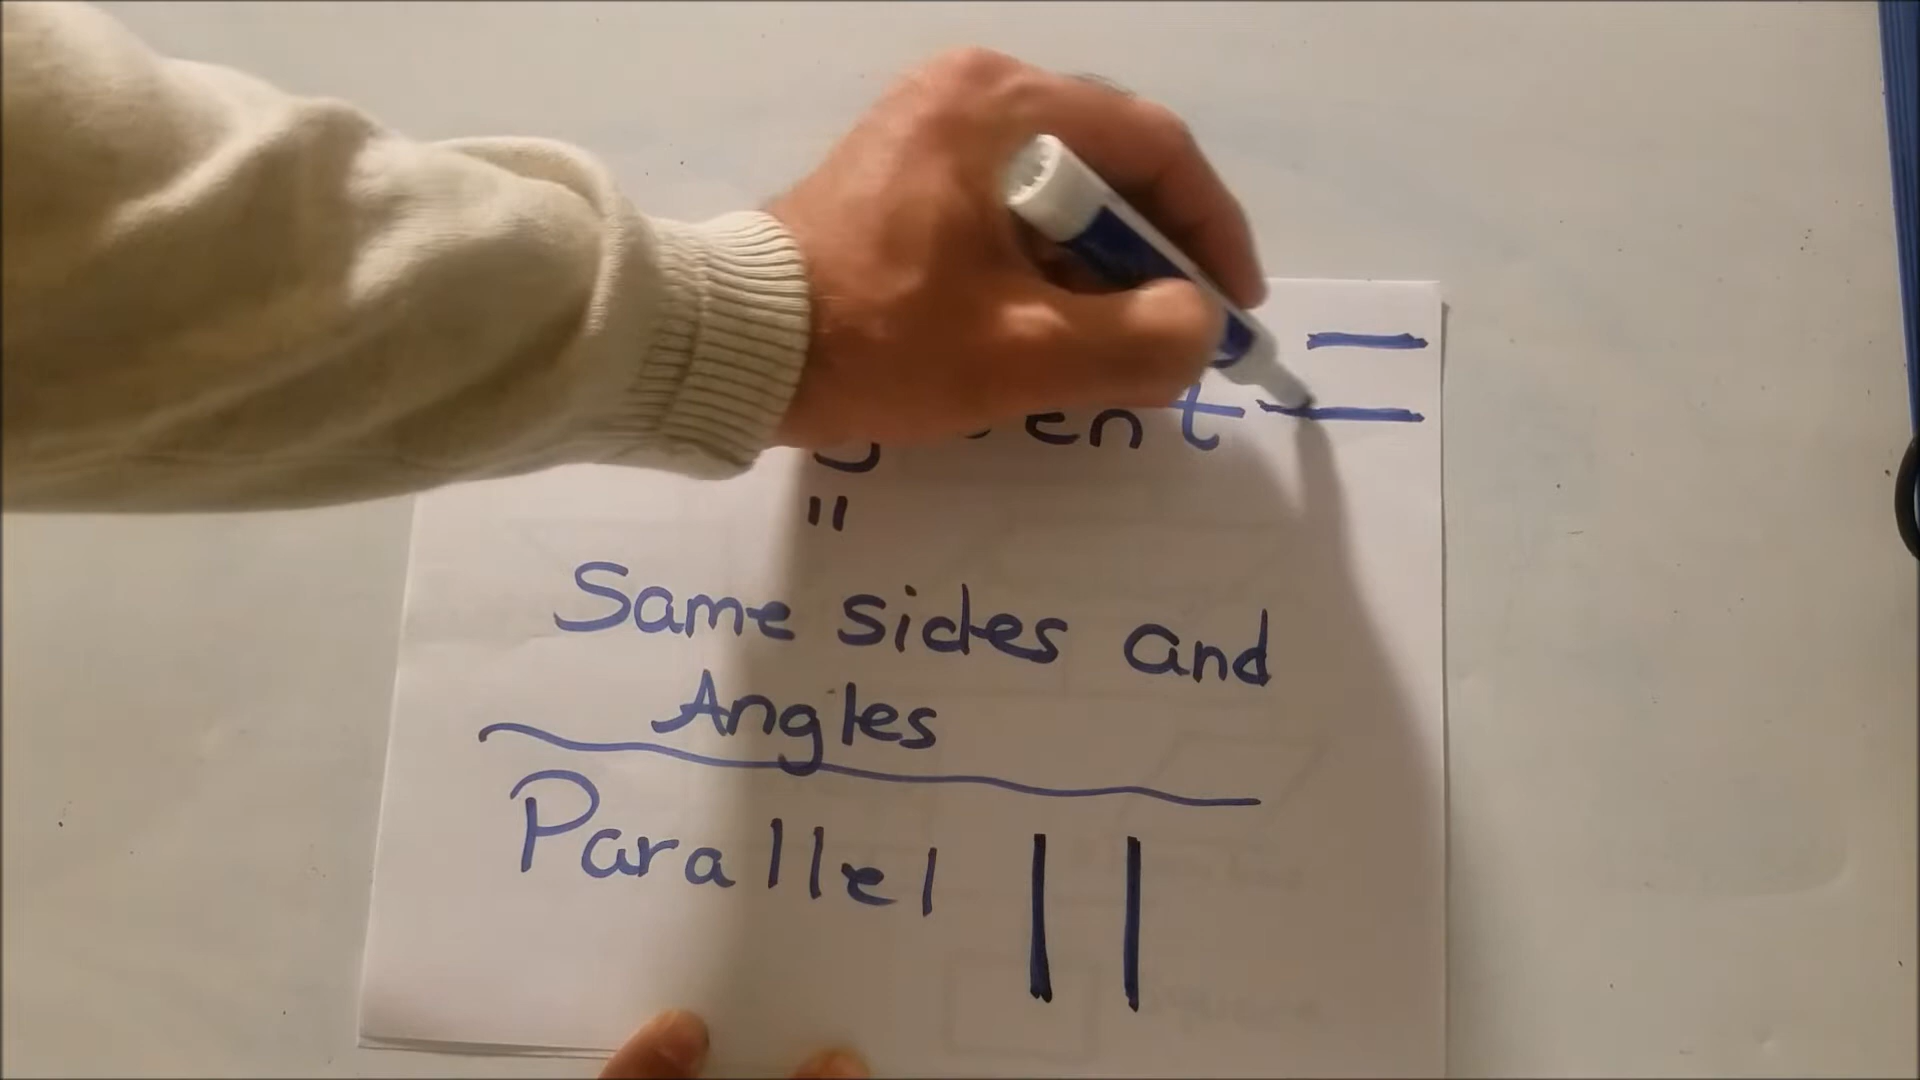 =
"
Same sides and
Angles
Parallel ||